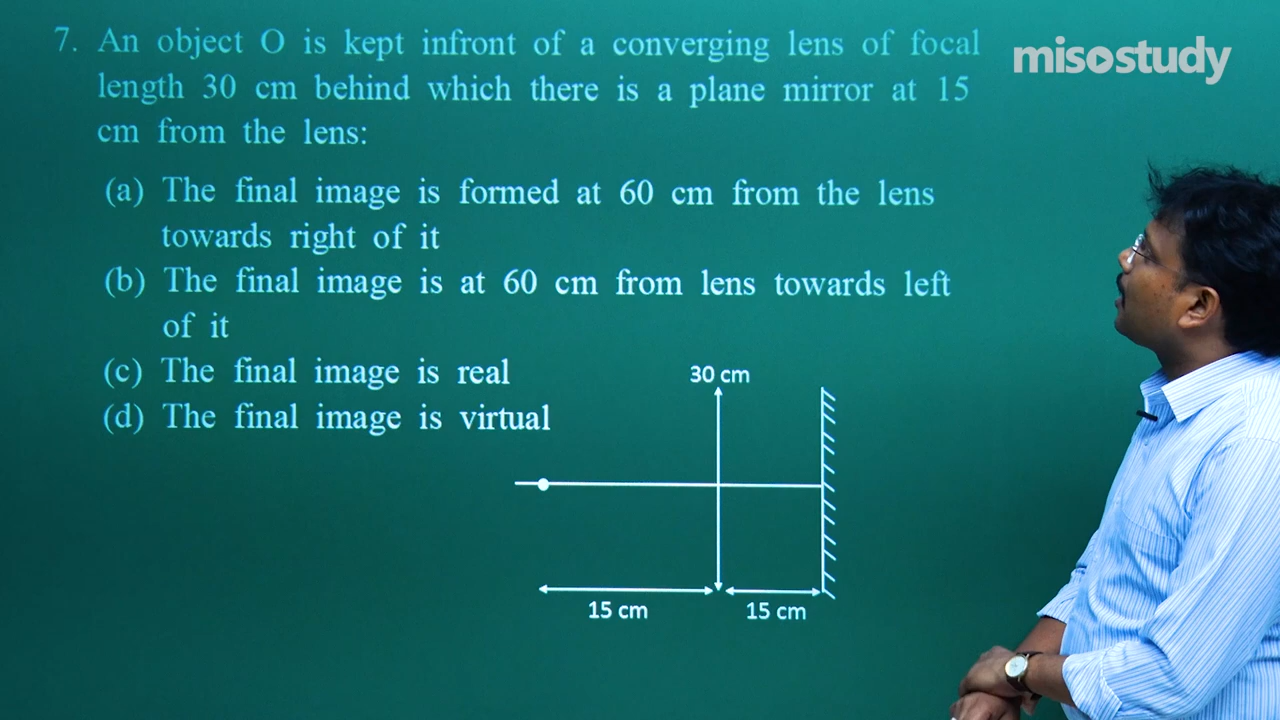 7. An object O is kept infront of a converging lens of focal
length 30 cm behind which there is a plane mirror at 15
cm from the lens:
misostudy
(a) The final image is formed at 60 cm from the lens
towards right of it
(b) The final image is at 60 cm from lens towards left
of it
(c) The final image is real
(d) The final image is virtual
30 cm
15 cm
15 cm